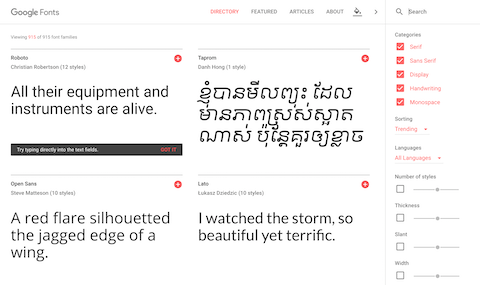 Google Fonts
DIRECTORY FEATURED ARTICLES ABOUT
Search
Viewing 915 of 915 font families
Roboto
Christian Robertson (12 styles)
All their equipment and
instruments are alive.
Try typing directly into the text fields. GOT IT
Taprom
Danh Hong (1 style)
ខ្ញុំបានមីលព្យុះ ដែល
មានភាពស្រស់ស្អាត
ណាស់ ប៉ុន្តែគួរឲ្យខ្លាច
Open Sans
Steve Matteson (10 styles)
A red flare silhouetted
the jagged edge of a
wing.
Lato
Łukasz Dziedzic (10 styles)
I watched the storm, so
beautiful yet terrific.
Categories
Serif
Sans Serif
Display
Handwriting
Monospace
Sorting
Trending
Languages
All Languages
Number of styles
Thickness
Slant
Width